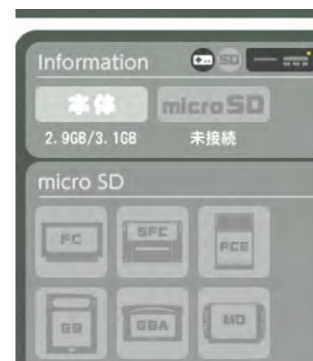 Information SD
本体 microSD
2.9GB/3.1GB 未接続
micro SD
FC SFC PCE
GB GBA MD